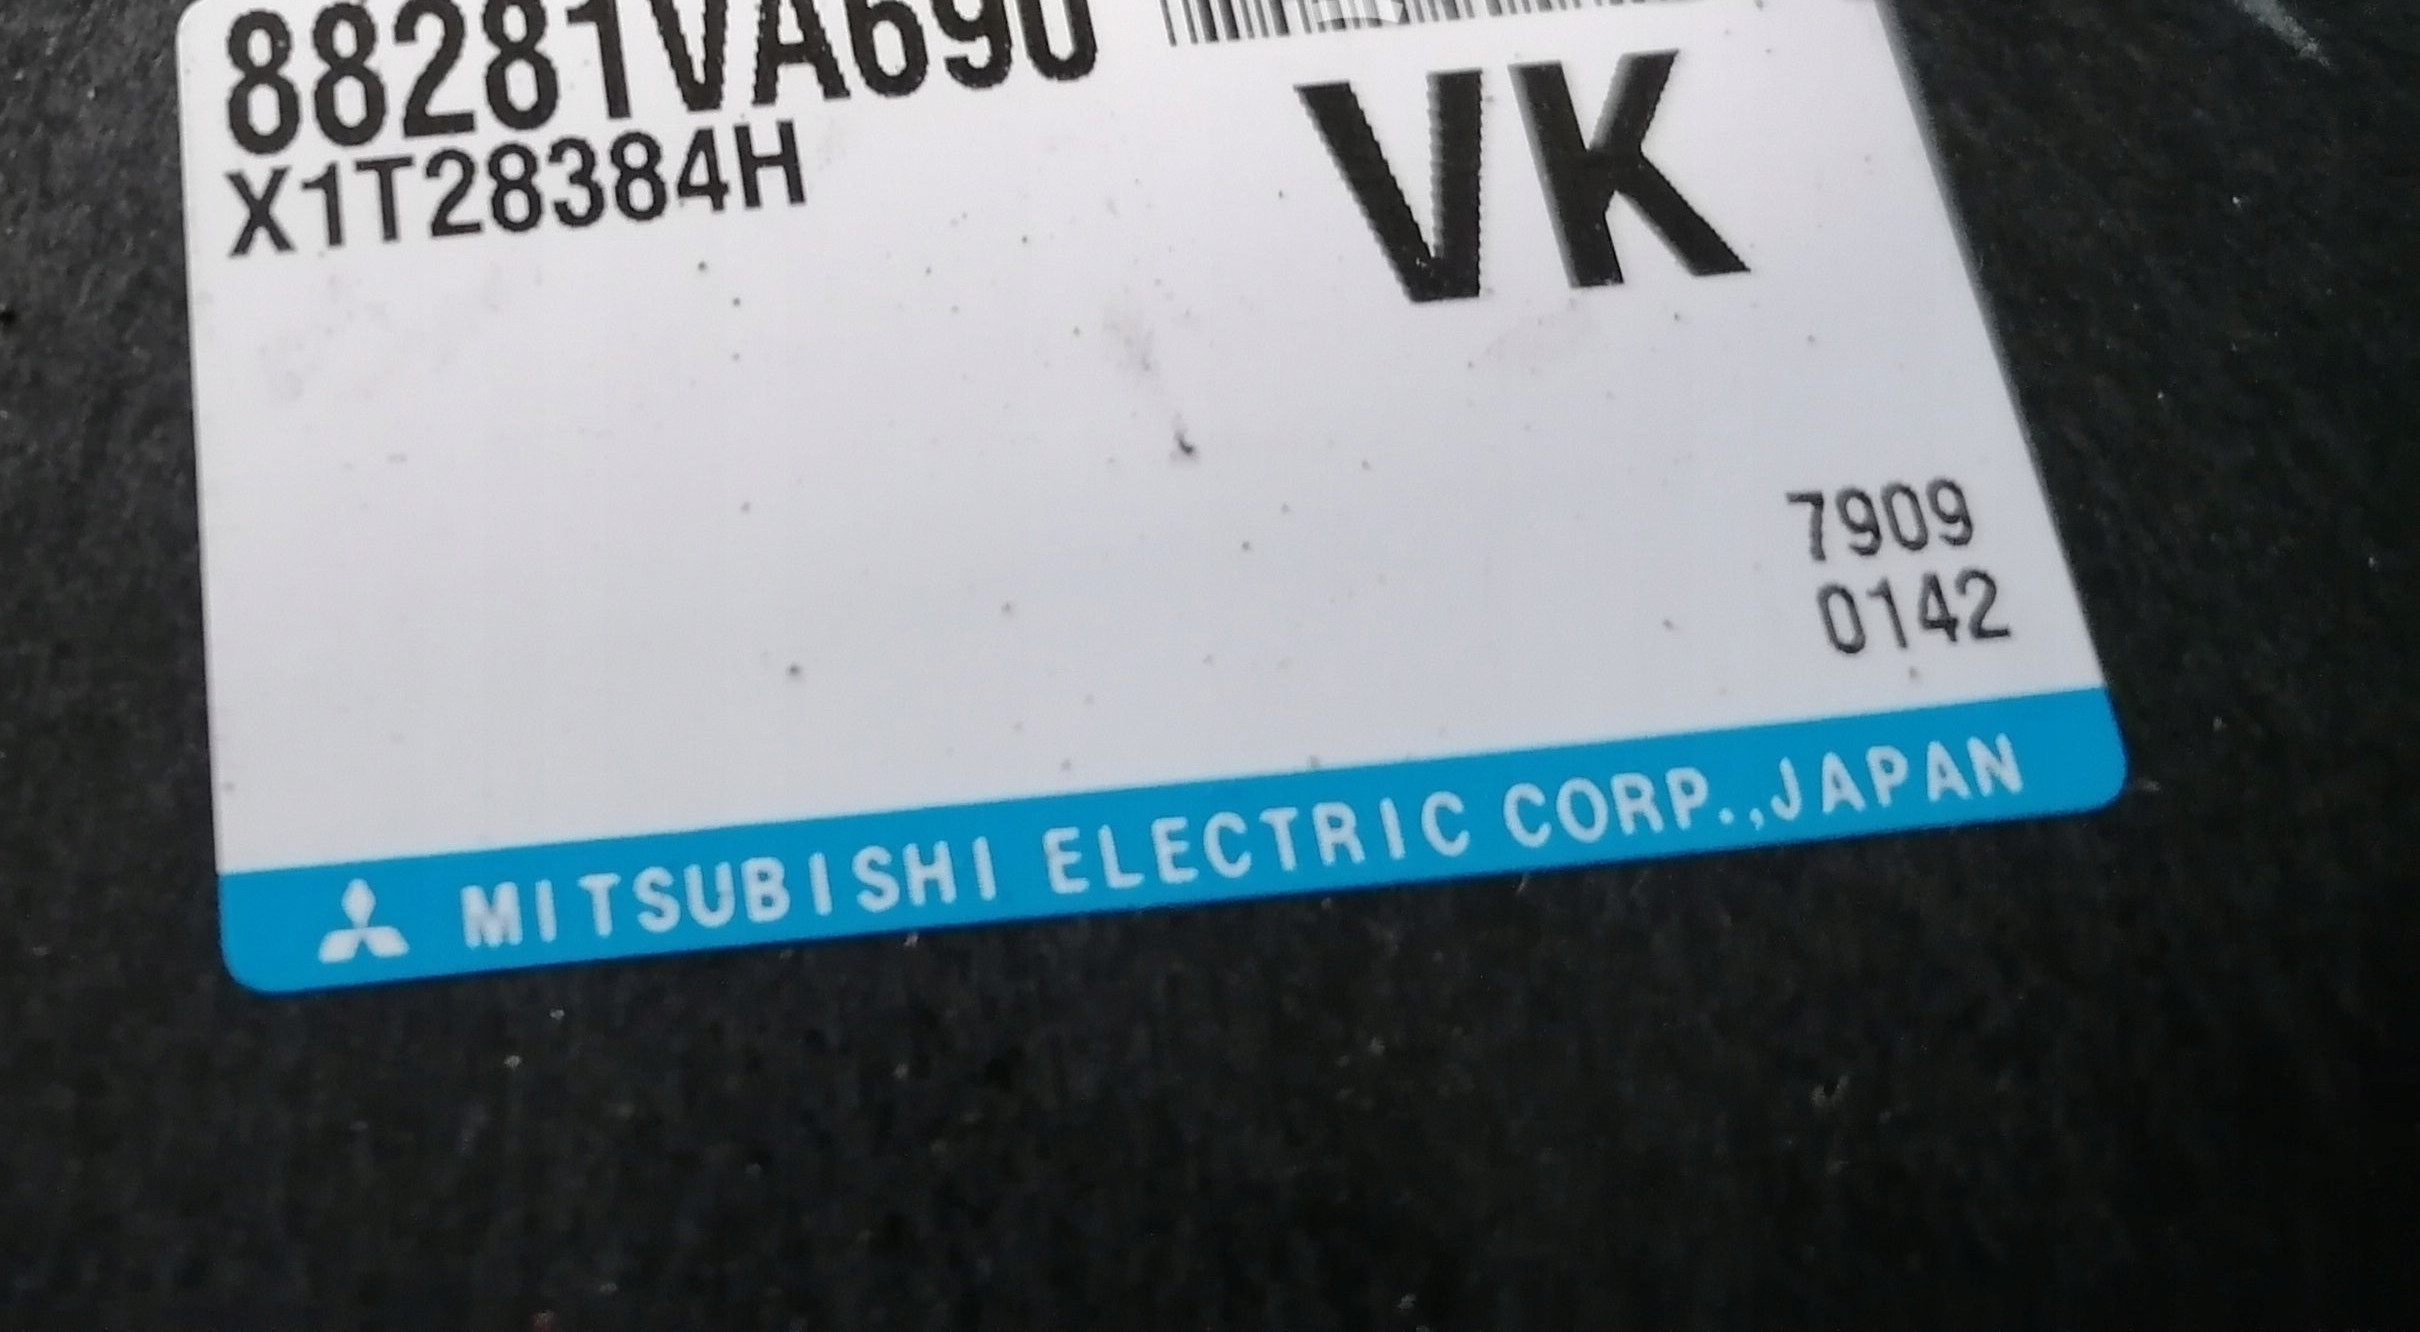 88281VA690
VK
X1T28384H
7909
0142
MITSUBISHI ELECTRIC CORP.,JAPAN